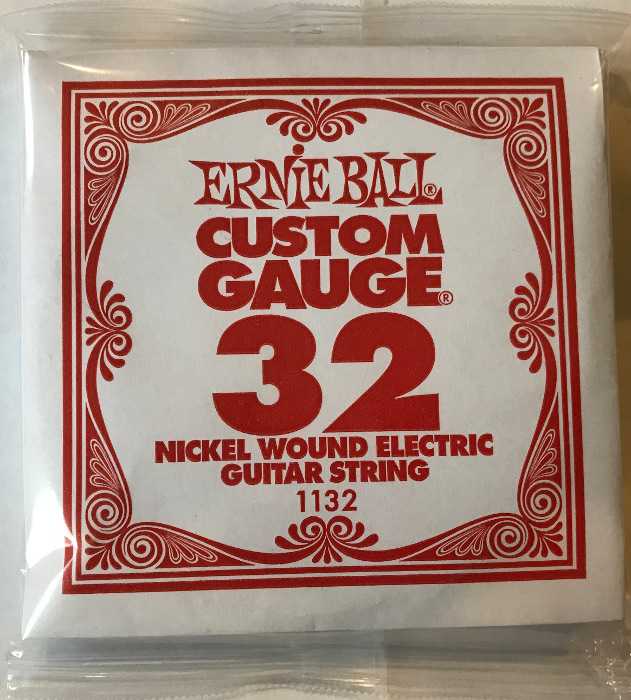 ERNIE BALL®
CUSTOM
GAUGE®
32
NICKEL WOUND ELECTRIC
GUITAR STRING
1132